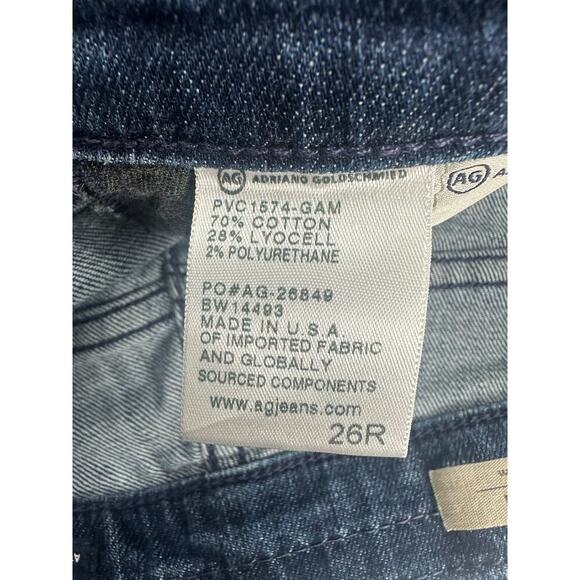 AG ADRIANO GOLDSCHMIED
PVC1574-GAM
70% COTTON
28% LYOCELL
2% POLYURETHANE
PO#AG-26849
BW14493
MADE IN U.S.A.
OF IMPORTED FABRIC
AND GLOBALLY
SOURCED COMPONENTS
www.agjeans.com
26R
AG A